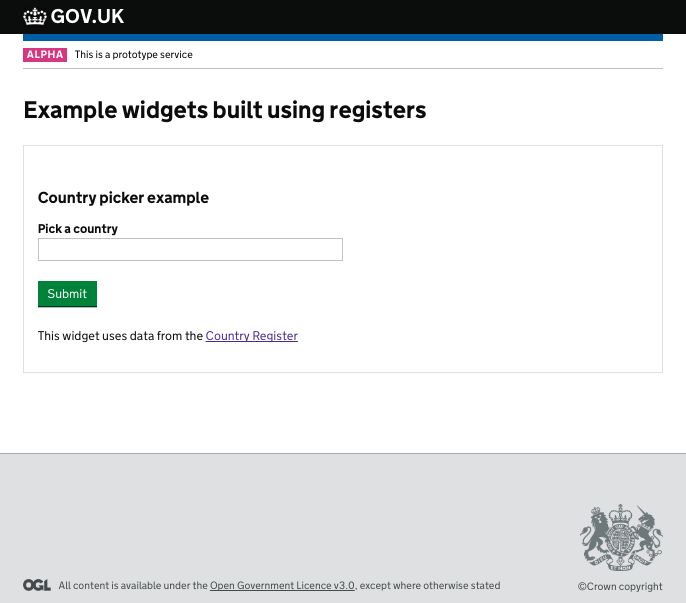 GOV.UK
ALPHA This is a prototype service
Example widgets built using registers
Country picker example
Pick a country
Submit
This widget uses data from the Country Register
OGL All content is available under the Open Government Licence v3.0, except where otherwise stated
©Crown copyright